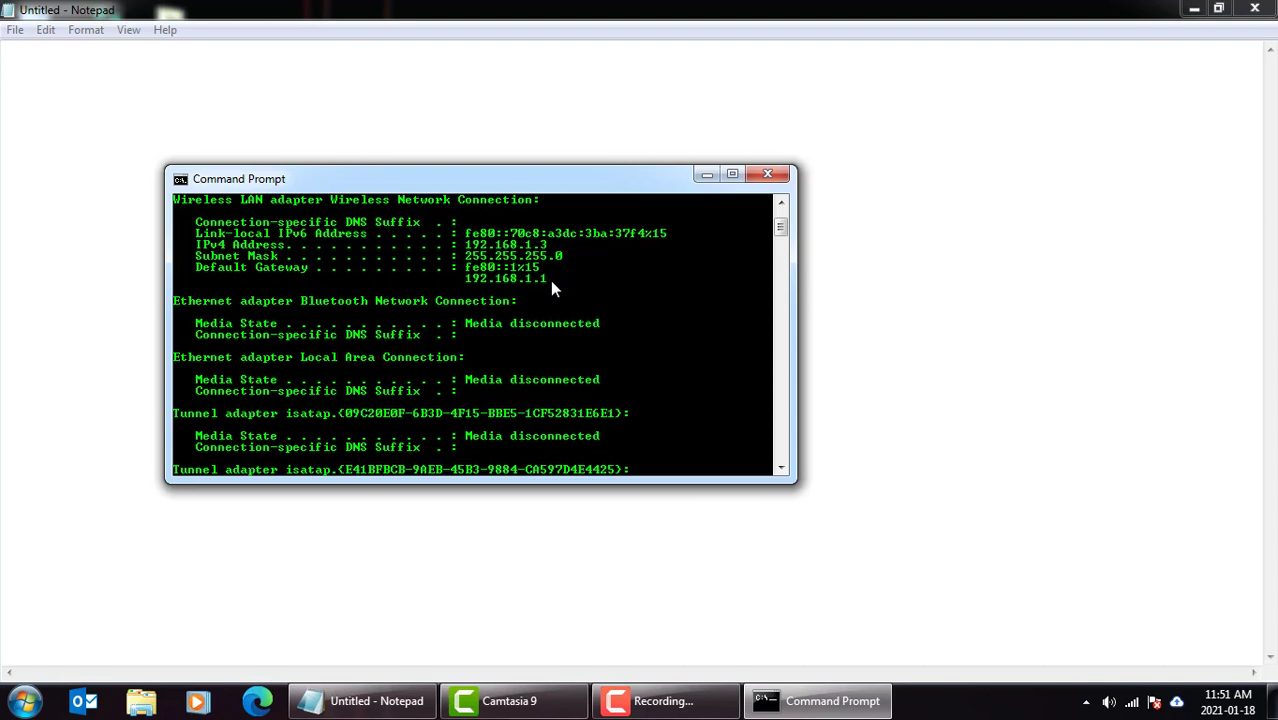 Untitled - Notepad
File Edit Format View Help
Command Prompt
Wireless LAN adapter Wireless Network Connection:
Connection-specific DNS Suffix . :
Link-local IPv6 Address . . . . . : fe80::70c8:a3dc:3ba:37f4%15
IPv4 Address. . . . . . . . . . . : 192.168.1.3
Subnet Mask . . . . . . . . . . . : 255.255.255.0
Default Gateway . . . . . . . . . : fe80::1%15
192.168.1.1
Ethernet adapter Bluetooth Network Connection:
Media State . . . . . . . . . . . : Media disconnected
Connection-specific DNS Suffix . :
Ethernet adapter Local Area Connection:
Media State . . . . . . . . . . . : Media disconnected
Connection-specific DNS Suffix . :
Tunnel adapter isatap.{09C20E0F-6B3D-4F15-BBE5-1CF52831E6E1}:
Media State . . . . . . . . . . . : Media disconnected
Connection-specific DNS Suffix . :
Tunnel adapter isatap.{E41BFBCB-9AEB-45B3-9884-CA597D4E4425}:
Untitled - Notepad
Camtasia 9
Recording...
Command Prompt
11:51 AM
2021-01-18